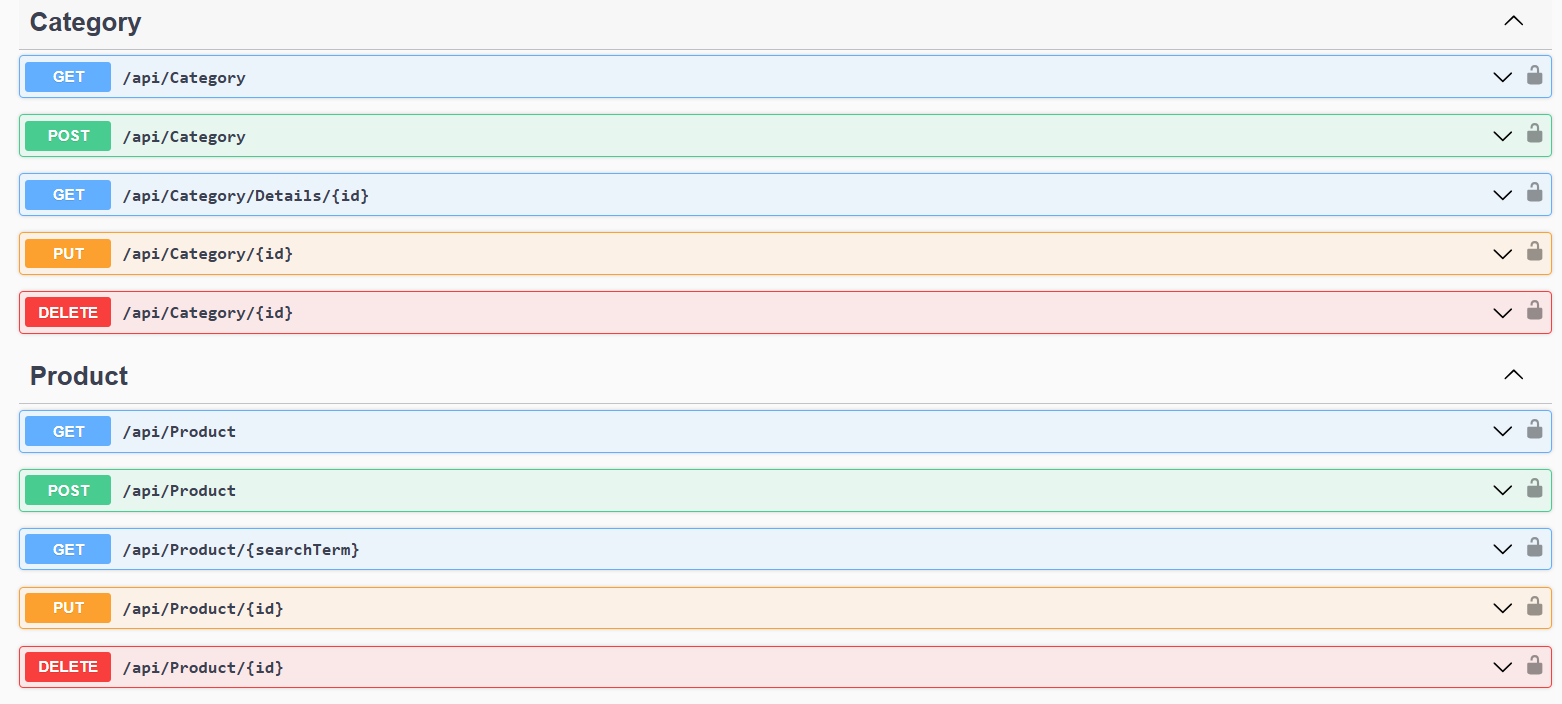 Category
GET /api/Category
POST /api/Category
GET /api/Category/Details/{id}
PUT /api/Category/{id}
DELETE /api/Category/{id}
Product
GET /api/Product
POST /api/Product
GET /api/Product/{searchTerm}
PUT /api/Product/{id}
DELETE /api/Product/{id}